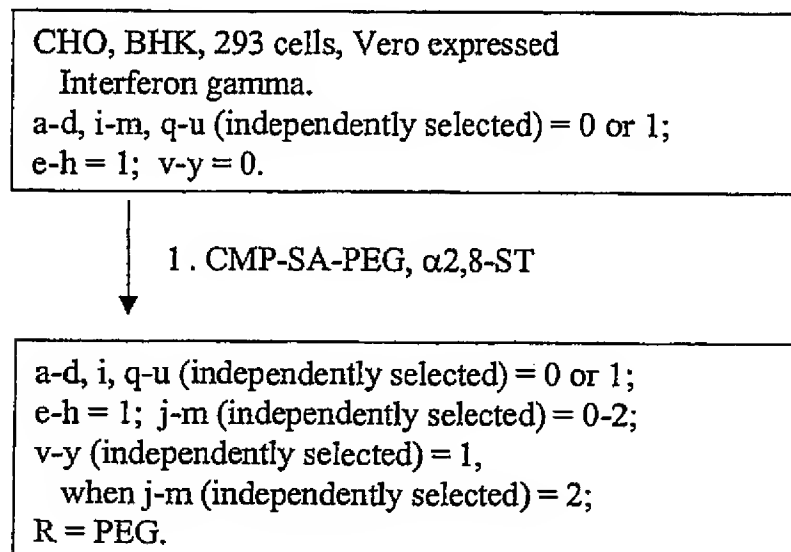 CHO, BHK, 293 cells, Vero expressed
Interferon gamma.
a-d, i-m, q-u (independently selected) = 0 or 1;
e-h = 1; v-y = 0.
1. CMP-SA-PEG, α2,8-ST
a-d, i, q-u (independently selected) = 0 or 1;
e-h = 1; j-m (independently selected) = 0-2;
v-y (independently selected) = 1,
when j-m (independently selected) = 2;
R = PEG.